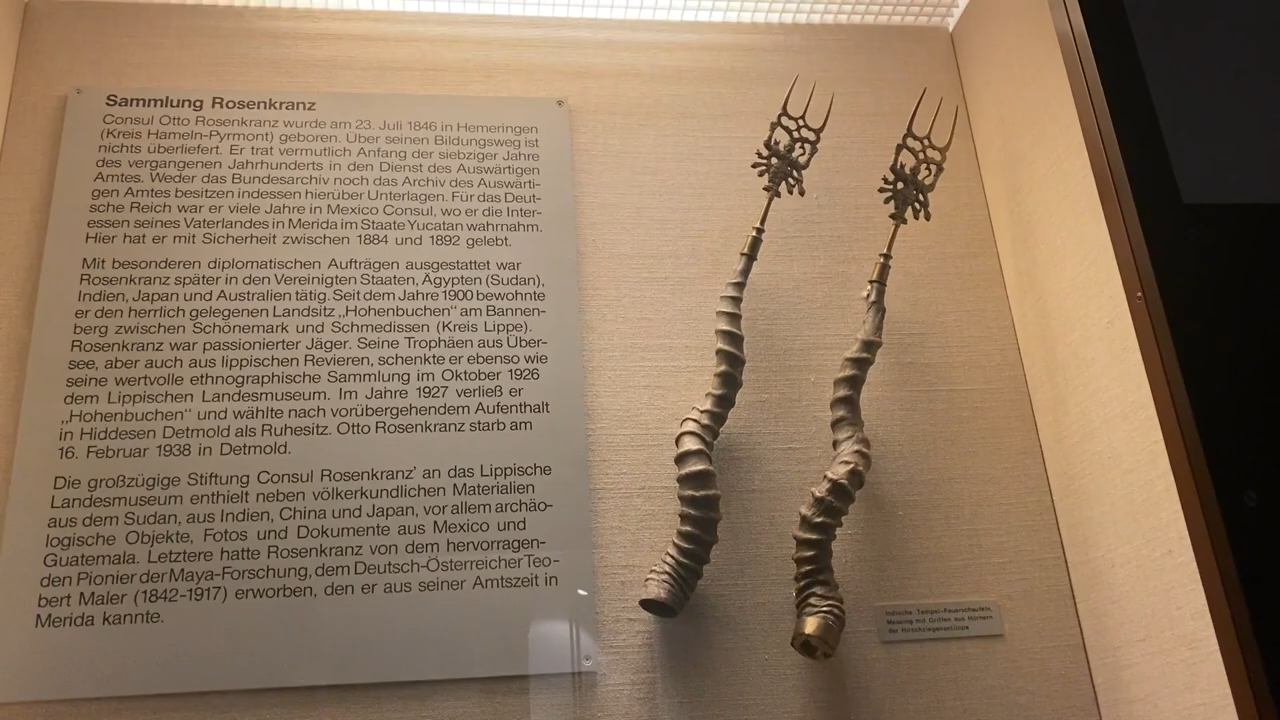 Sammlung Rosenkranz
Consul Otto Rosenkranz wurde am 23. Juli 1846 in Hemeringen
(Kreis Hameln-Pyrmont) geboren. Über seinen Bildungsweg ist
nichts überliefert. Er trat vermutlich Anfang der siebziger Jahre
des vergangenen Jahrhunderts in den Dienst des Auswärtigen
Amtes. Weder das Bundesarchiv noch das Archiv des Auswärti-
gen Amtes besitzen indessen hierüber Unterlagen. Für das Deut-
sche Reich war er viele Jahre in Mexico Consul, wo er die Inter-
essen seines Vaterlandes in Merida im Staate Yucatan wahrnahm.
Hier hat er mit Sicherheit zwischen 1884 und 1892 gelebt.
Mit besonderen diplomatischen Aufträgen ausgestattet war
Rosenkranz später in den Vereinigten Staaten, Ägypten (Sudan),
Indien, Japan und Australien tätig. Seit dem Jahre 1900 bewohnte
er den herrlich gelegenen Landsitz „Hohenbuchen“ am Bannen-
berg zwischen Schönemark und Schmedissen (Kreis Lippe).
Rosenkranz war passionierter Jäger. Seine Trophäen aus Über-
see, aber auch aus lippischen Revieren, schenkte er ebenso wie
seine wertvolle ethnographische Sammlung im Oktober 1926
dem Lippischen Landesmuseum. Im Jahre 1927 verließ er
„Hohenbuchen“ und wählte nach vorübergehendem Aufenthalt
in Hiddesen Detmold als Ruhesitz. Otto Rosenkranz starb am
16. Februar 1938 in Detmold.
Die großzügige Stiftung Consul Rosenkranz' an das Lippische
Landesmuseum enthielt neben völkerkundlichen Materialien
aus dem Sudan, aus Indien, China und Japan, vor allem archäo-
logische Objekte, Fotos und Dokumente aus Mexico und
Guatemala. Letztere hatte Rosenkranz von dem hervorragen-
den Pionier der Maya-Forschung, dem Deutsch-Österreicher Teo-
bert Maler (1842-1917) erworben, den er aus seiner Amtszeit in
Merida kannte.
Indische Tempel-Feuerschaufeln,
Messing mit Griffen aus Hörnern
der Hirschziegenantilope